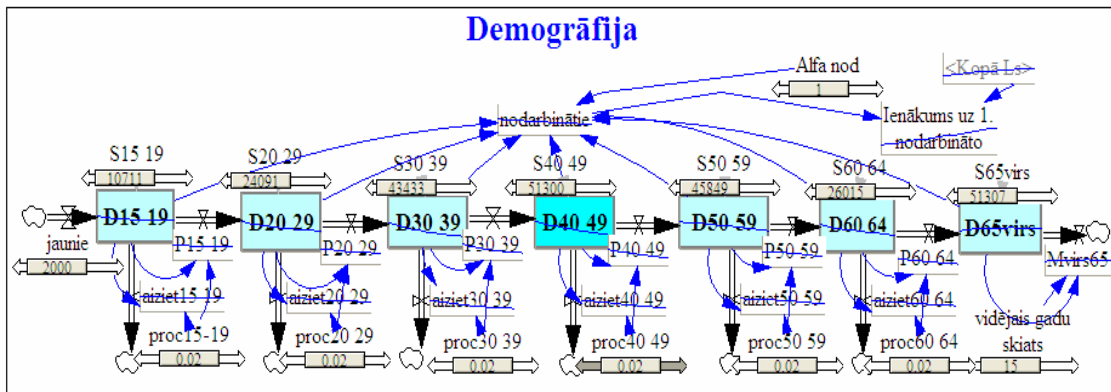 Demogrāfija
Alfa nod
1
<Kopā Ls>
nodarbinātie
Ienākums uz 1.
nodarbināto
S15 19
10711
S20 29
24091
S30 39
43433
S40 49
51300
S50 59
45849
S60 64
26015
S65virs
51307
D15 19
D20 29
D30 39
D40 49
D50 59
D60 64
D65virs
jaunie
2000
P15 19
P20 29
P30 39
P40 49
P50 59
P60 64
Mvirs65
aiziet15 19
aiziet20 29
aiziet30 39
aiziet40 49
aiziet50 59
aiziet60 64
vidējais gadu
skiats
15
proc15-19
0.02
proc20 29
0.02
proc30 39
0.02
proc40 49
0.02
proc50 59
0.02
proc60 64
0.02